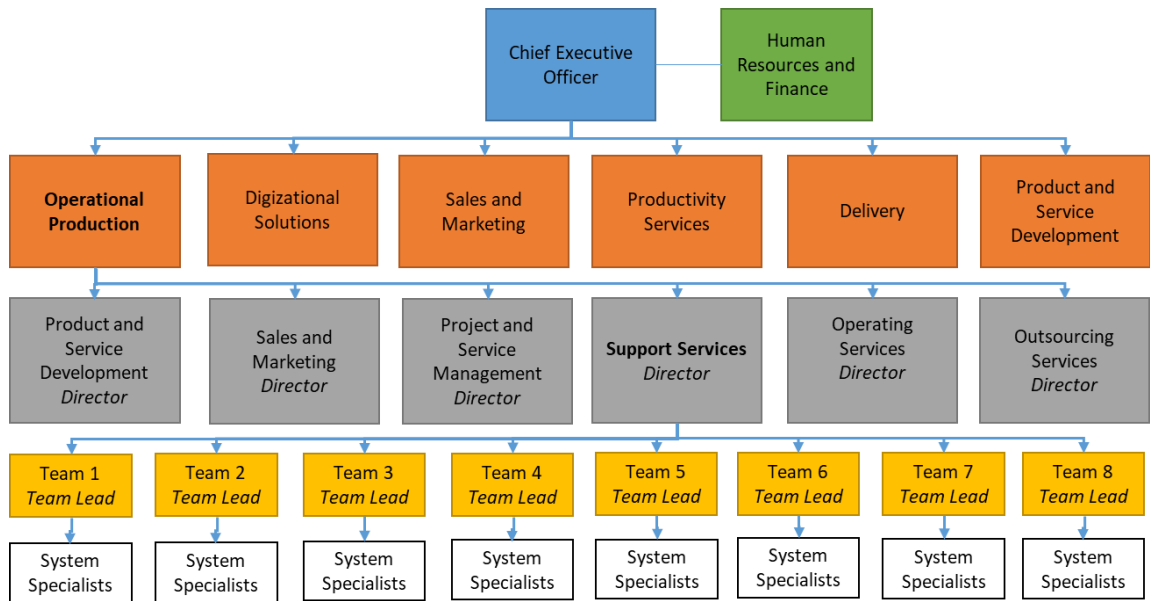 Chief Executive
Officer
Human
Resources and
Finance
Operational
Production
Digizational
Solutions
Sales and
Marketing
Productivity
Services
Delivery
Product and
Service
Development
Product and
Service
Development
Director
Sales and
Marketing
Director
Project and
Service
Management
Director
Support Services
Director
Operating
Services
Director
Outsourcing
Services
Director
Team 1
Team Lead
Team 2
Team Lead
Team 3
Team Lead
Team 4
Team Lead
Team 5
Team Lead
Team 6
Team Lead
Team 7
Team Lead
Team 8
Team Lead
System
Specialists
System
Specialists
System
Specialists
System
Specialists
System
Specialists
System
Specialists
System
Specialists
System
Specialists